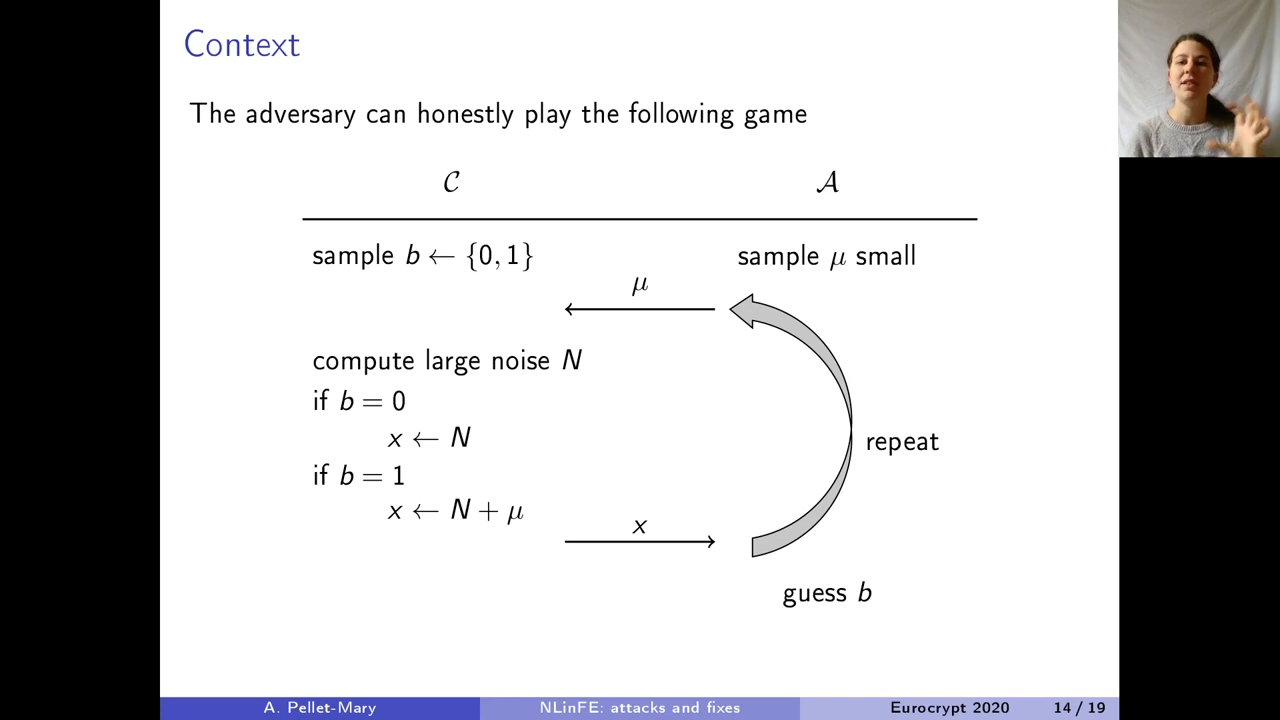 Context
The adversary can honestly play the following game
𝒞 𝒜
sample b ← {0, 1} sample μ small
μ
compute large noise N
if b = 0
x ← N
if b = 1
x ← N + μ
x
repeat
guess b
A. Pellet-Mary NLinFE: attacks and fixes Eurocrypt 2020 14 / 19